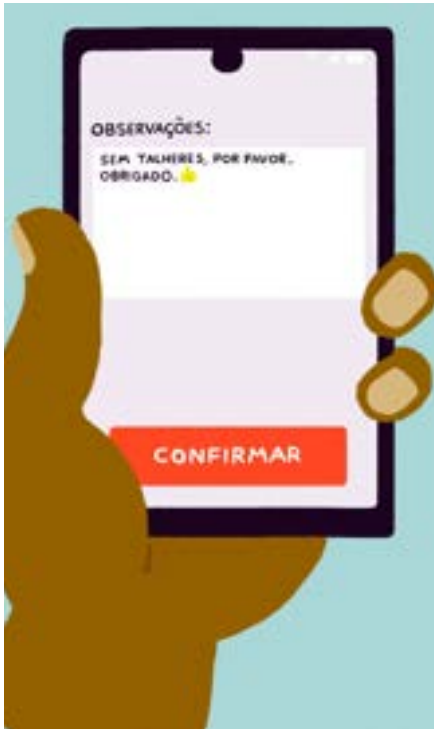 OBSERVAÇÕES:
SEM TALHERES, POR FAVOR.
OBRIGADO.
CONFIRMAR